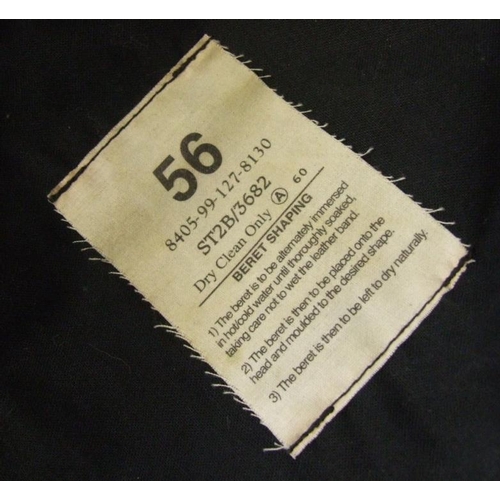 56
8405-99-127-8130
ST2B/3682
Dry Clean Only Ⓐ 60
BERET SHAPING
1) The beret is to be alternately immersed
in hot/cold water until thoroughly soaked,
taking care not to wet the leather band.
2) The beret is then to be placed onto the
head and moulded to the desired shape.
3) The beret is then to be left to dry naturally.